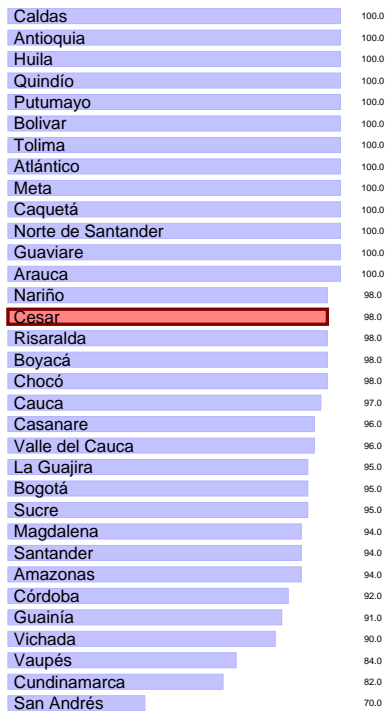 Caldas 100.0
Antioquia 100.0
Huila 100.0
Quindío 100.0
Putumayo 100.0
Bolivar 100.0
Tolima 100.0
Atlántico 100.0
Meta 100.0
Caquetá 100.0
Norte de Santander 100.0
Guaviare 100.0
Arauca 100.0
Nariño 98.0
Cesar 98.0
Risaralda 98.0
Boyacá 98.0
Chocó 98.0
Cauca 97.0
Casanare 96.0
Valle del Cauca 96.0
La Guajira 95.0
Bogotá 95.0
Sucre 95.0
Magdalena 94.0
Santander 94.0
Amazonas 94.0
Córdoba 92.0
Guainía 91.0
Vichada 90.0
Vaupés 84.0
Cundinamarca 82.0
San Andrés 70.0